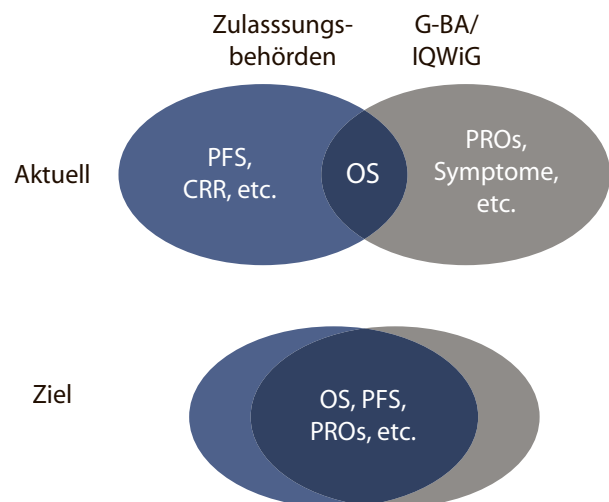 Zulasssungs-
behörden
G-BA/
IQWiG
Aktuell
PFS,
CRR, etc.
OS
PROs,
Symptome,
etc.
Ziel
OS, PFS,
PROs, etc.